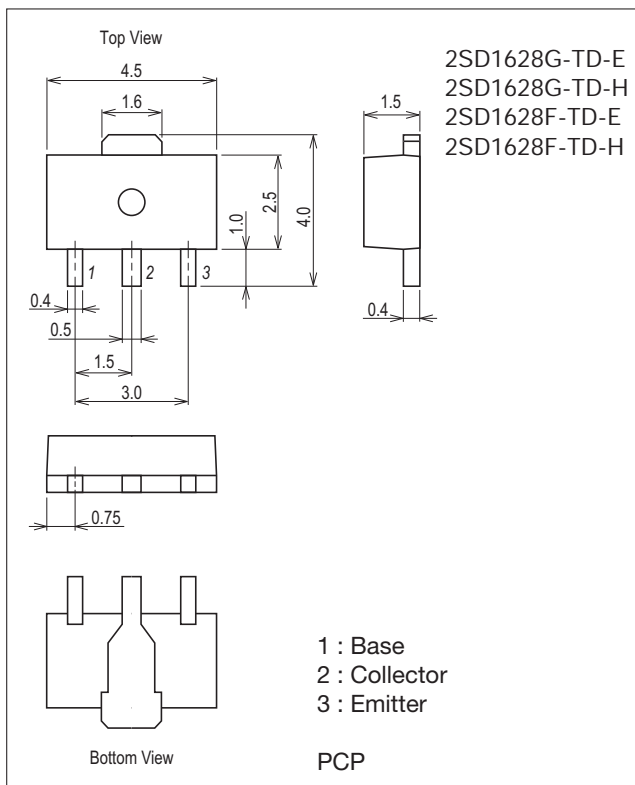 Top View
2SD1628G-TD-E
2SD1628G-TD-H
2SD1628F-TD-E
2SD1628F-TD-H
4.5
1.6
1.5
2.5
4.0
1.0
1
2
3
0.4
0.5
1.5
3.0
0.4
0.75
1 : Base
2 : Collector
3 : Emitter
Bottom View
PCP